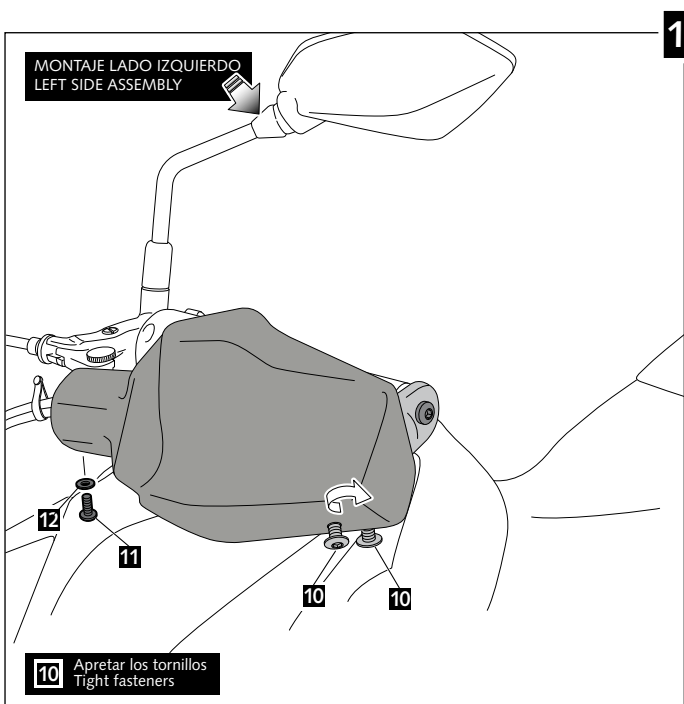 1
MONTAJE LADO IZQUIERDO
LEFT SIDE ASSEMBLY
12
11
10
10
10
Apretar los tornillos
Tight fasteners